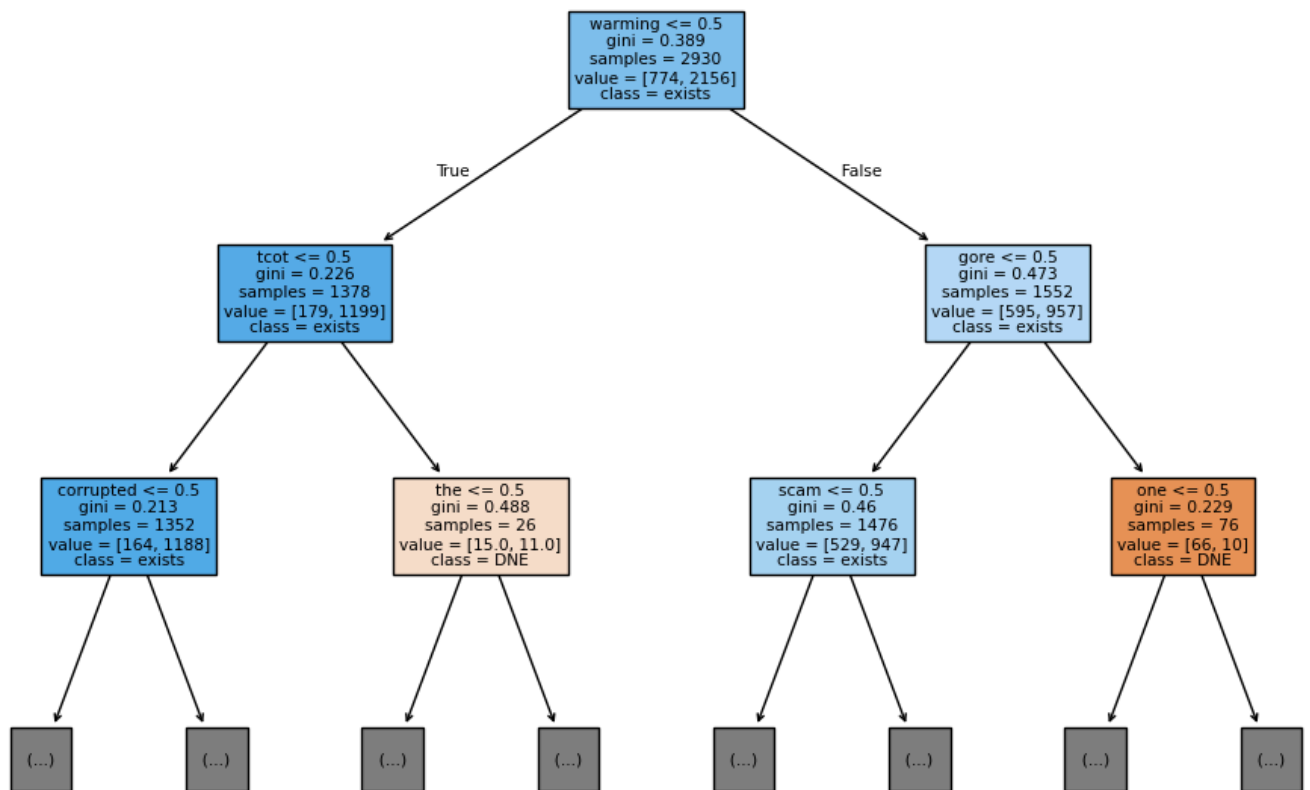 warming <= 0.5
gini = 0.389
samples = 2930
value = [774, 2156]
class = exists
True
False
tcot <= 0.5
gini = 0.226
samples = 1378
value = [179, 1199]
class = exists
gore <= 0.5
gini = 0.473
samples = 1552
value = [595, 957]
class = exists
corrupted <= 0.5
gini = 0.213
samples = 1352
value = [164, 1188]
class = exists
the <= 0.5
gini = 0.488
samples = 26
value = [15.0, 11.0]
class = DNE
scam <= 0.5
gini = 0.46
samples = 1476
value = [529, 947]
class = exists
one <= 0.5
gini = 0.229
samples = 76
value = [66, 10]
class = DNE
(...)
(...)
(...)
(...)
(...)
(...)
(...)
(...)